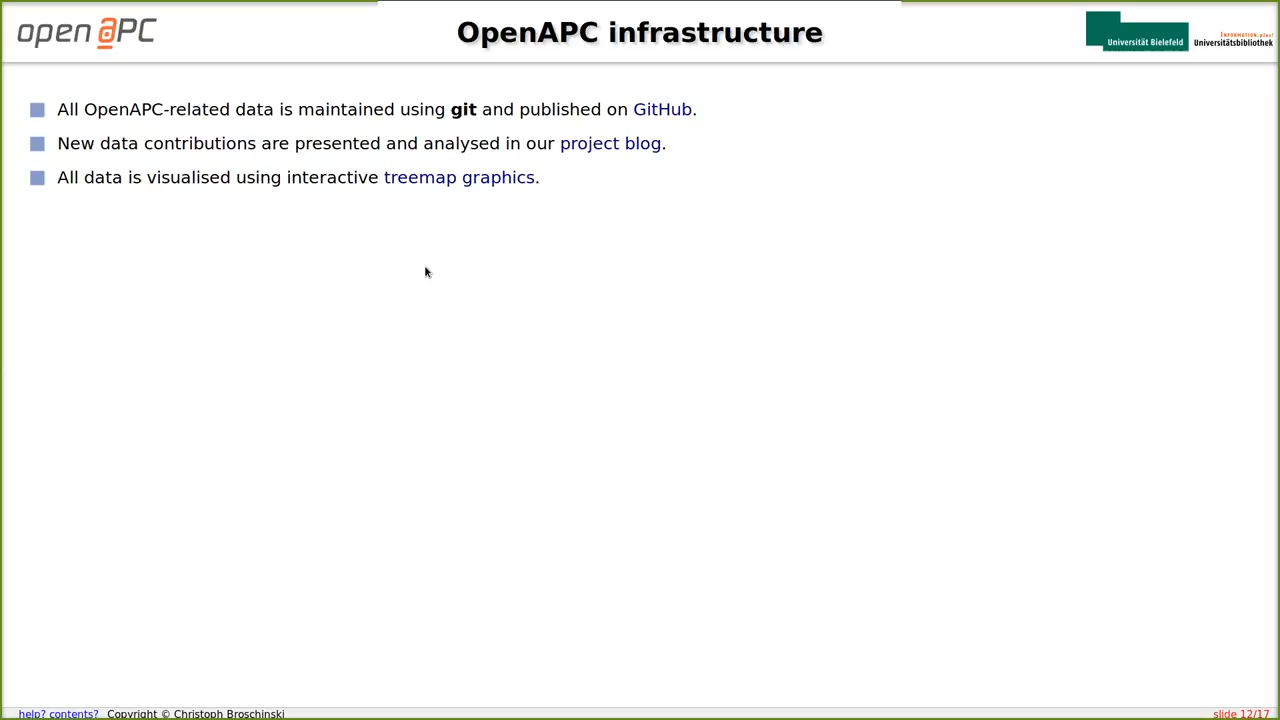 open aPC
OpenAPC infrastructure
Universität Bielefeld
INFORMATION.plus!
Universitätsbibliothek
All OpenAPC-related data is maintained using git and published on GitHub.
New data contributions are presented and analysed in our project blog.
All data is visualised using interactive treemap graphics.
help? contents? Copyright © Christoph Broschinski
slide 12/17